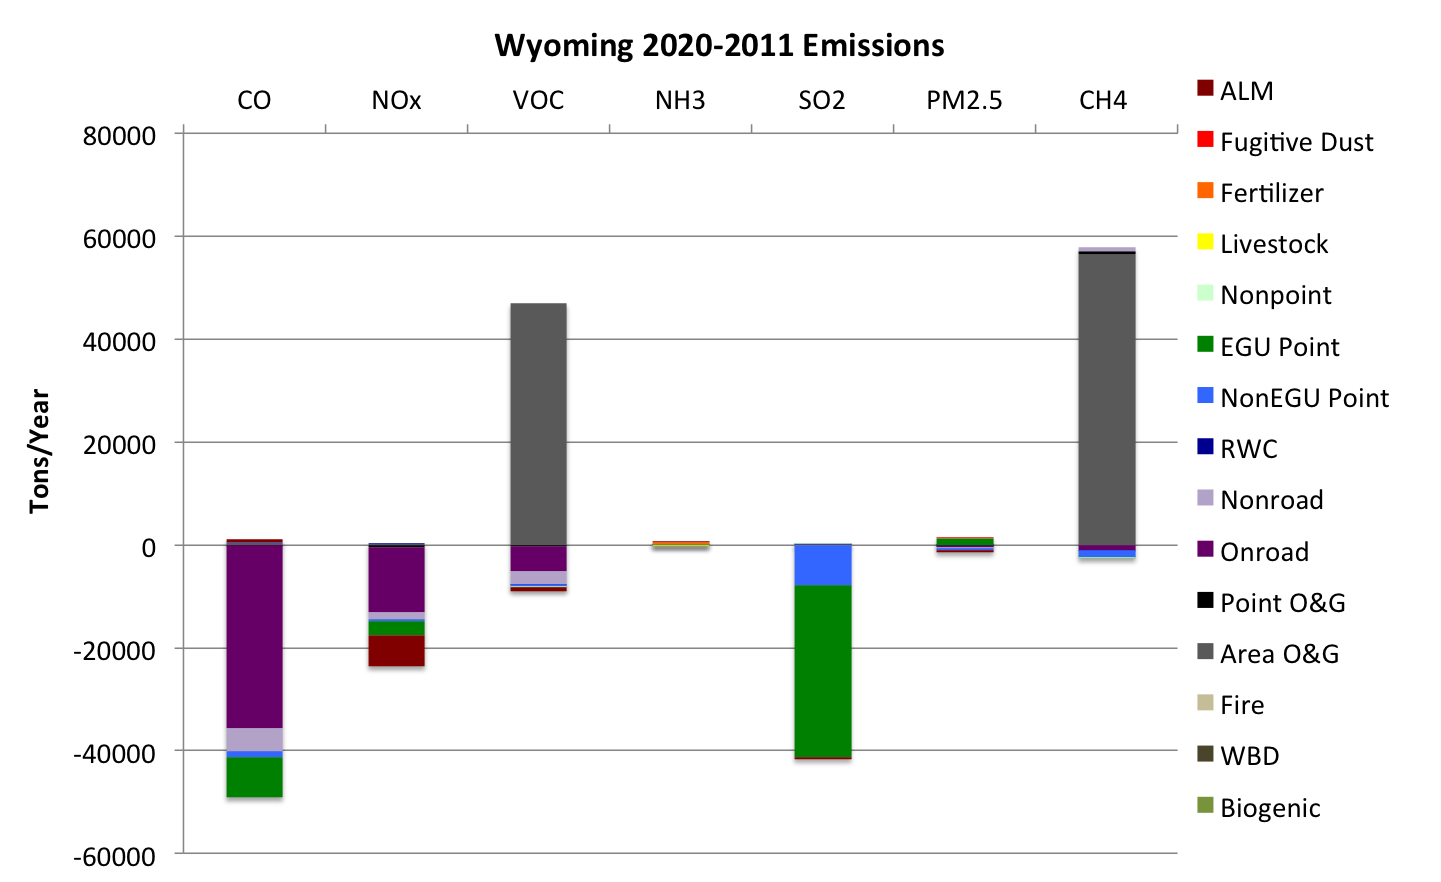 Wyoming 2020-2011 Emissions
CO NOx VOC NH3 SO2 PM2.5 CH4
80000
60000
40000
20000
0
-20000
-40000
-60000
Tons/Year
ALM
Fugitive Dust
Fertilizer
Livestock
Nonpoint
EGU Point
NonEGU Point
RWC
Nonroad
Onroad
Point O&G
Area O&G
Fire
WBD
Biogenic